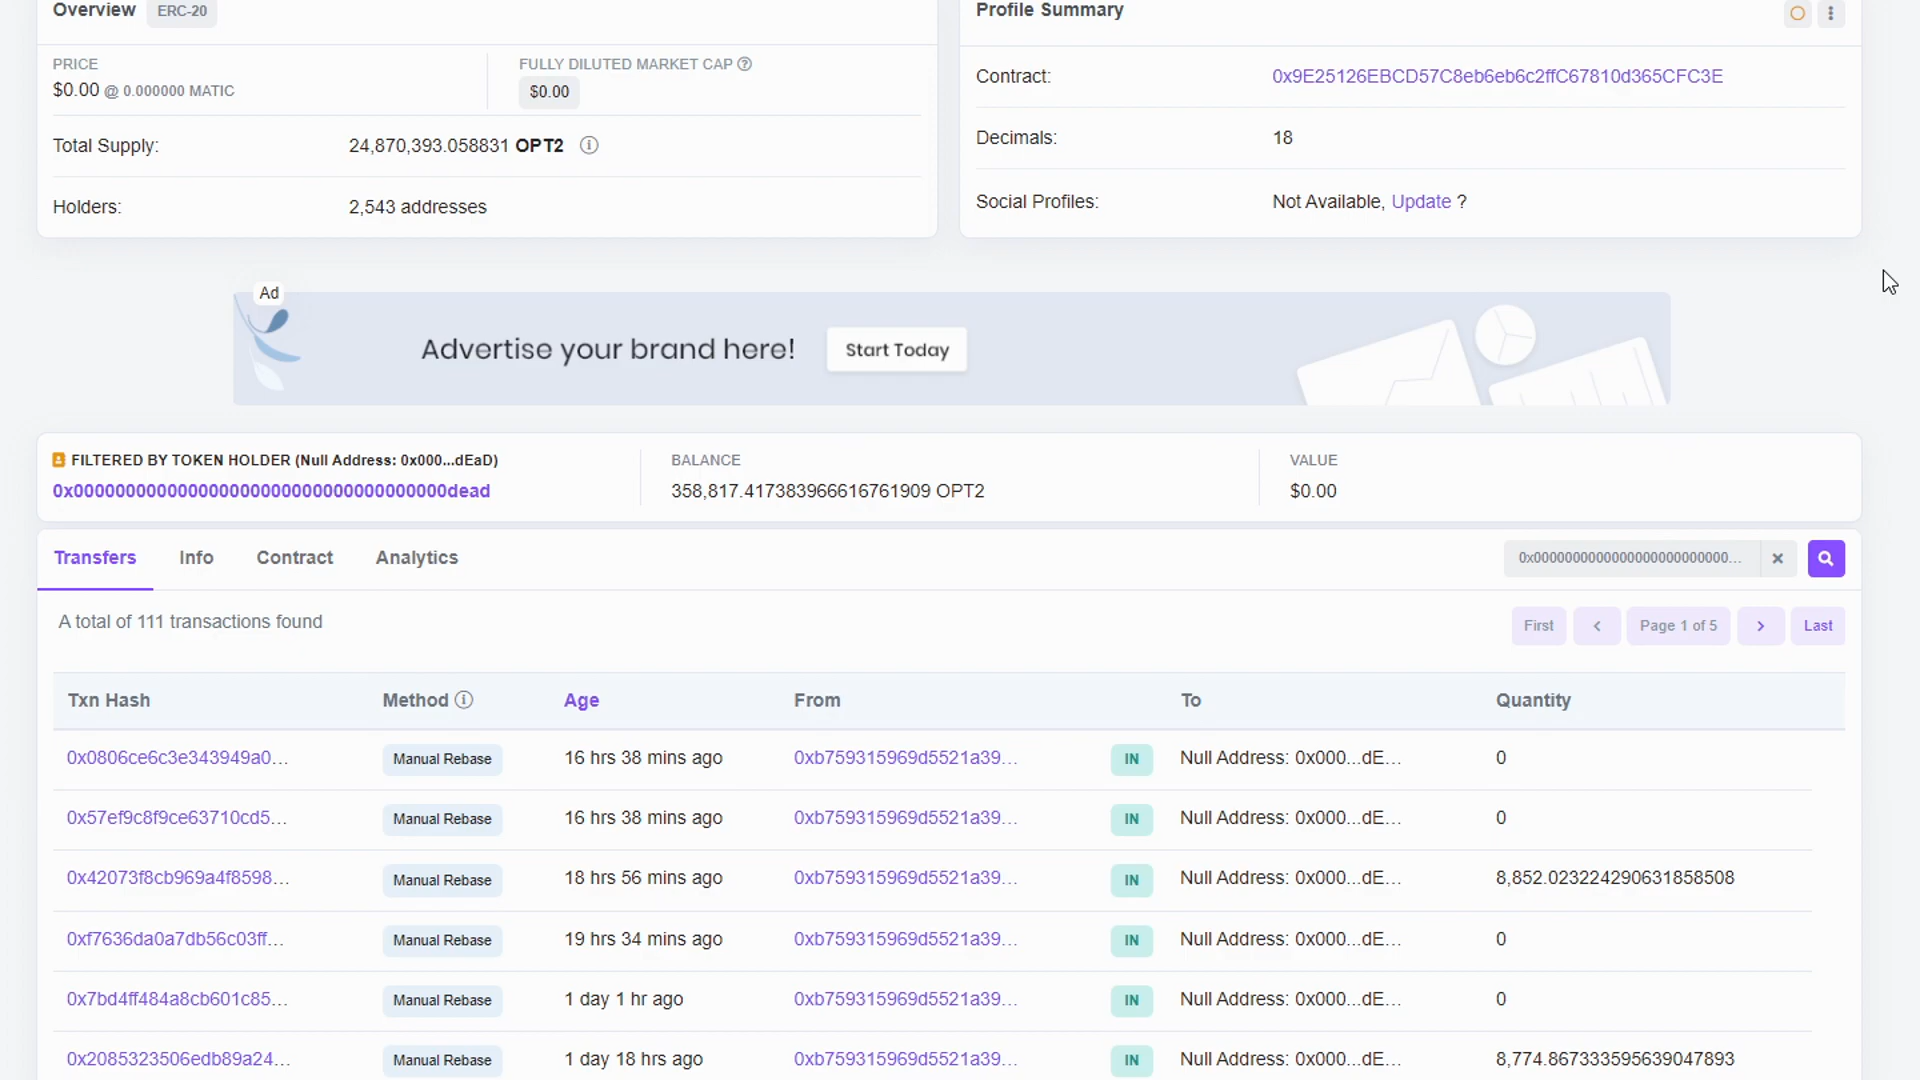 Overview ERC-20
Profile Summary
PRICE
$0.00 @ 0.000000 MATIC
FULLY DILUTED MARKET CAP
$0.00
Total Supply: 24,870,393.058831 OPT2
Holders: 2,543 addresses
Contract: 0x9E25126EBCD57C8eb6eb6c2ffC67810d365CFC3E
Decimals: 18
Social Profiles: Not Available, Update ?
Ad
Advertise your brand here! Start Today
FILTERED BY TOKEN HOLDER (Null Address: 0x000...dEaD)
0x000000000000000000000000000000000000dead
BALANCE
358,817.417383966616761909 OPT2
VALUE
$0.00
Transfers Info Contract Analytics 0x0000000000000000000000000...
A total of 111 transactions found First Page 1 of 5 Last
Txn Hash Method Age From To Quantity
0x0806ce6c3e343949a0... Manual Rebase 16 hrs 38 mins ago 0xb759315969d5521a39... IN Null Address: 0x000...dE... 0
0x57ef9c8f9ce63710cd5... Manual Rebase 16 hrs 38 mins ago 0xb759315969d5521a39... IN Null Address: 0x000...dE... 0
0x42073f8cb969a4f8598... Manual Rebase 18 hrs 56 mins ago 0xb759315969d5521a39... IN Null Address: 0x000...dE... 8,852.023224290631858508
0xf7636da0a7db56c03ff... Manual Rebase 19 hrs 34 mins ago 0xb759315969d5521a39... IN Null Address: 0x000...dE... 0
0x7bd4ff484a8cb601c85... Manual Rebase 1 day 1 hr ago 0xb759315969d5521a39... IN Null Address: 0x000...dE... 0
0x2085323506edb89a24... Manual Rebase 1 day 18 hrs ago 0xb759315969d5521a39... IN Null Address: 0x000...dE... 8,774.867333595639047893